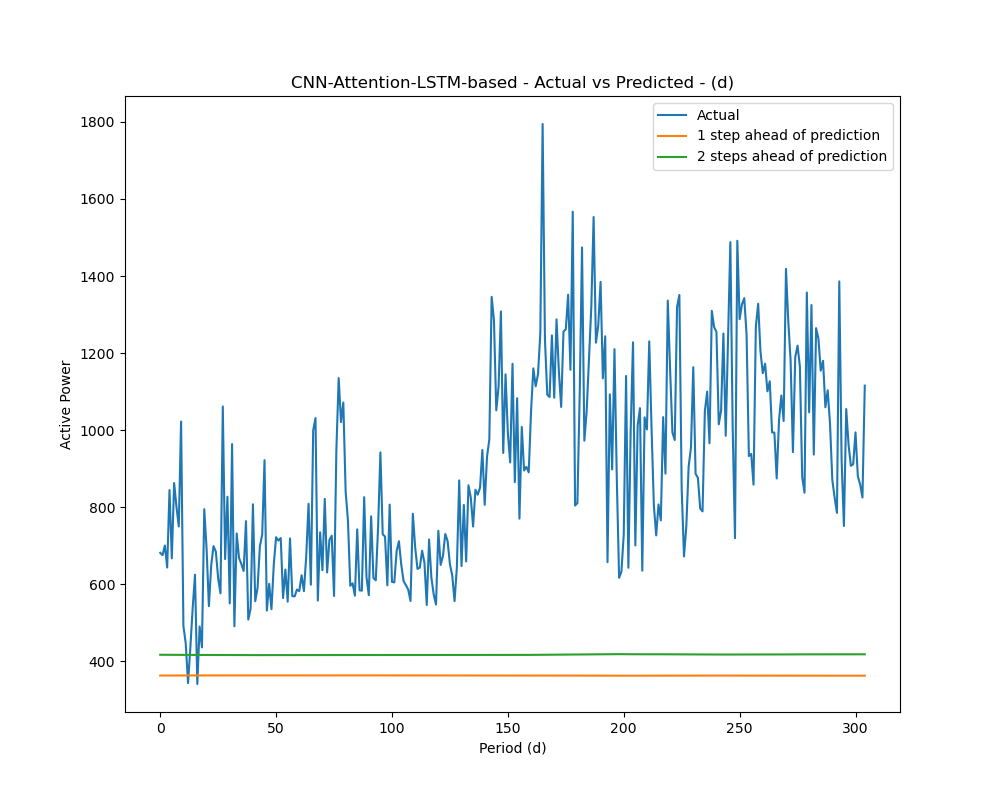 CNN-Attention-LSTM-based - Actual vs Predicted - (d)
Actual
1 step ahead of prediction
2 steps ahead of prediction
1800
1600
1400
1200
1000
800
600
400
Active Power
0 50 100 150 200 250 300
Period (d)